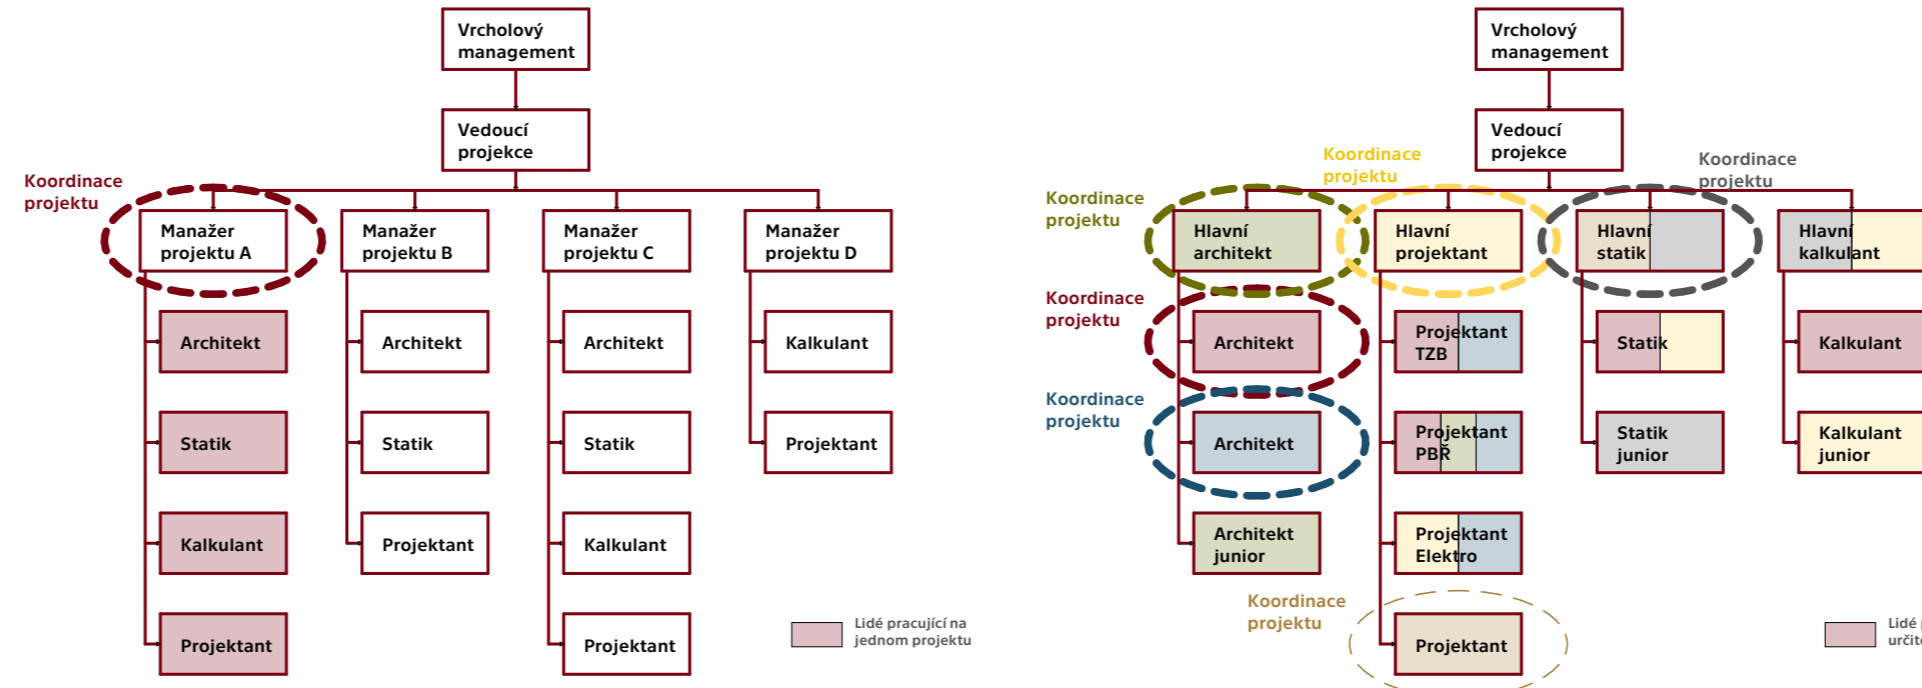 Vrcholový
management
Vedoucí
projekce
Koordinace
projektu
Manažer
projektu A
Manažer
projektu B
Manažer
projektu C
Manažer
projektu D
Architekt
Architekt
Architekt
Kalkulant
Statik
Statik
Statik
Projektant
Kalkulant
Projektant
Kalkulant
Projektant
Projektant
Lidé pracující na
jednom projektu
Vrcholový
management
Vedoucí
projekce
Koordinace
projektu
Koordinace
projektu
Koordinace
projektu
Hlavní
architekt
Hlavní
projektant
Hlavní
statik
Hlavní
kalkulant
Koordinace
projektu
Architekt
Projektant
TZB
Statik
Kalkulant
Koordinace
projektu
Architekt
Projektant
PBŘ
Statik
junior
Kalkulant
junior
Architekt
junior
Projektant
Elektro
Koordinace
projektu
Projektant
Lidé